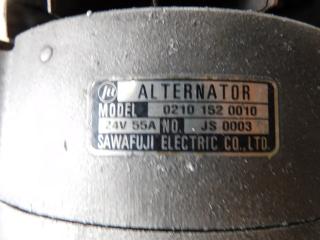 ALTERNATOR
MODEL 0210 152 0010
24V 55A NO. JS 0003
SAWAFUJI ELECTRIC CO., LTD.